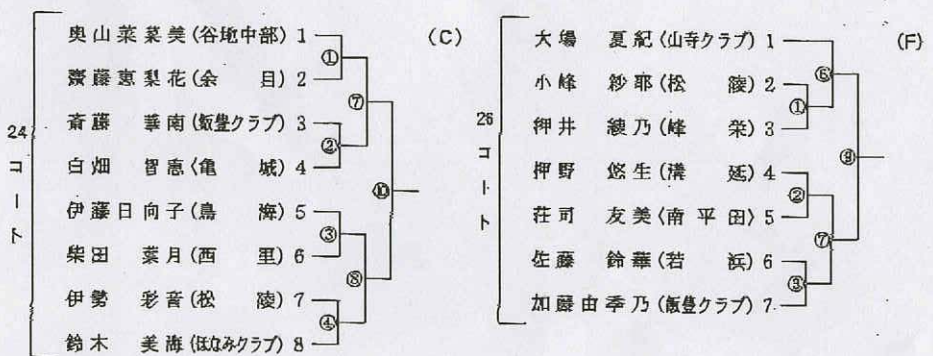 (C)
24コート
奥山菜菜美(谷地中部) 1
齋藤恵梨花(余目) 2
斎藤華南(飯豊クラブ) 3
白畑智恵(亀城) 4
伊藤日向子(鳥海) 5
柴田葉月(西里) 6
伊勢彩音(松陵) 7
鈴木美海(ほなみクラブ) 8
① ② ③ ④ ⑦ ⑧ ⑩
(F)
26コート
大場夏紀(山寺クラブ) 1
小峰紗耶(松陵) 2
押井綾乃(峰栄) 3
押野悠生(溝延) 4
荘司友美(南平田) 5
佐藤鈴華(若浜) 6
加藤由季乃(飯豊クラブ) 7
⑥ ① ② ③ ⑦ ⑨